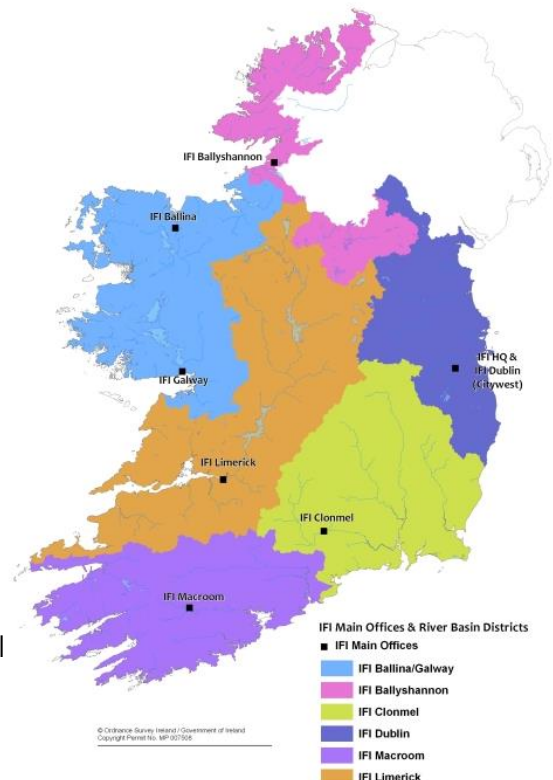 IFI Ballyshannon
IFI Ballina
IFI HQ &
IFI Dublin
(Citywest)
IFI Galway
IFI Limerick
IFI Clonmel
IFI Macroom
IFI Main Offices & River Basin Districts
IFI Main Offices
IFI Ballina/Galway
IFI Ballyshannon
IFI Clonmel
IFI Dublin
IFI Macroom
IFI Limerick
© Ordnance Survey Ireland / Government of Ireland
Copyright Permit No. MP 007508